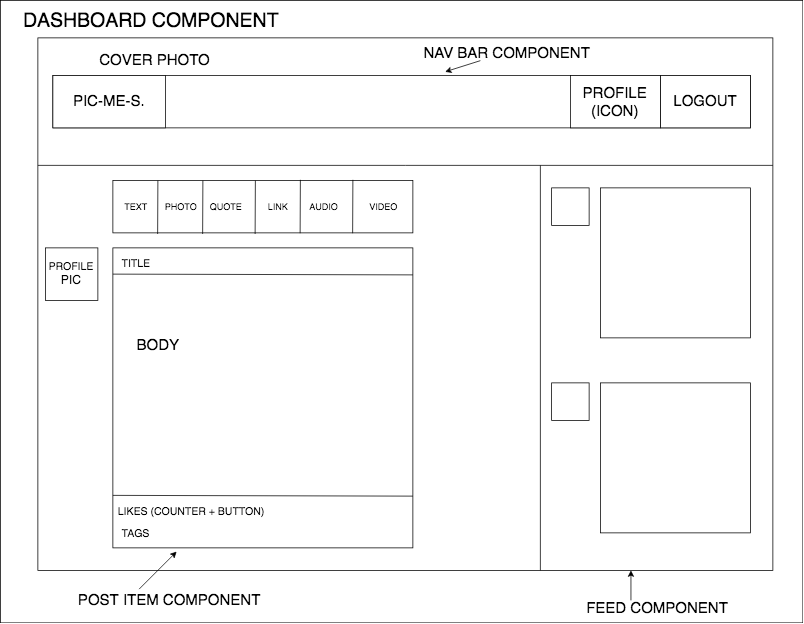 DASHBOARD COMPONENT
COVER PHOTO
NAV BAR COMPONENT
PIC-ME-S.
PROFILE
(ICON)
LOGOUT
TEXT
PHOTO
QUOTE
LINK
AUDIO
VIDEO
PROFILE
PIC
TITLE
BODY
LIKES (COUNTER + BUTTON)
TAGS
POST ITEM COMPONENT
FEED COMPONENT